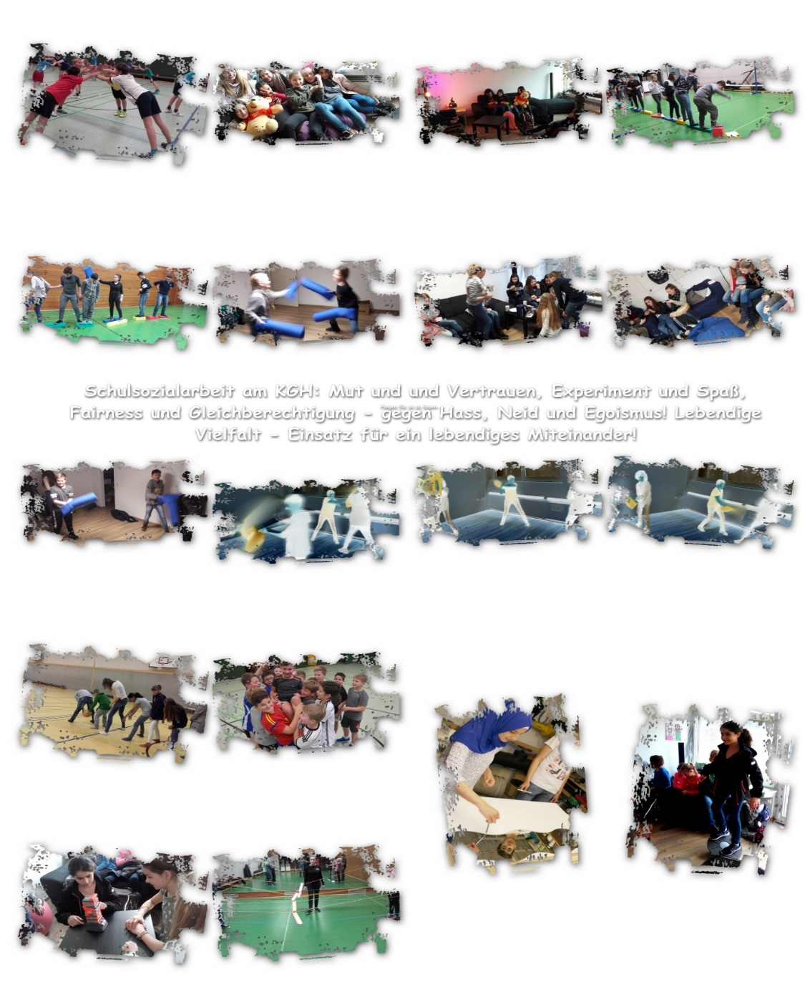 Schulsozialarbeit am KGH: Mut und und Vertrauen, Experiment und Spaß,
Fairness und Gleichberechtigung - gegen Hass, Neid und Egoismus! Lebendige
Vielfalt - Einsatz für ein lebendiges Miteinander!